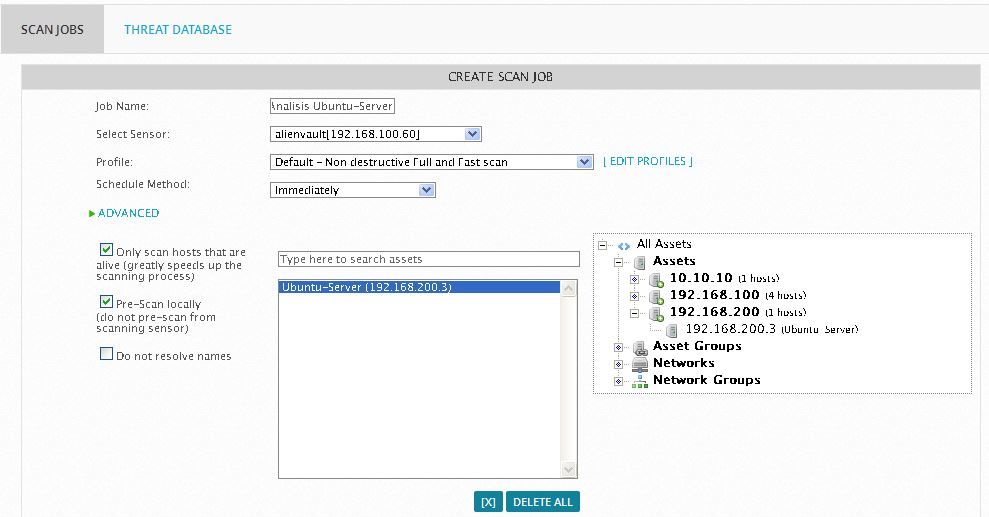 SCAN JOBS
THREAT DATABASE
CREATE SCAN JOB
Job Name:
Analisis Ubuntu-Server
Select Sensor:
alienvault[192.168.100.60]
Profile:
Default - Non destructive Full and Fast scan
[ EDIT PROFILES ]
Schedule Method:
Immediately
ADVANCED
Only scan hosts that are
alive (greatly speeds up the
scanning process)
Pre-Scan locally
(do not pre-scan from
scanning sensor)
Do not resolve names
Type here to search assets
Ubuntu-Server (192.168.200.3)
All Assets
Assets
10.10.10 (1 hosts)
192.168.100 (4 hosts)
192.168.200 (1 hosts)
192.168.200.3 (Ubuntu-Server)
Asset Groups
Networks
Network Groups
[X]
DELETE ALL